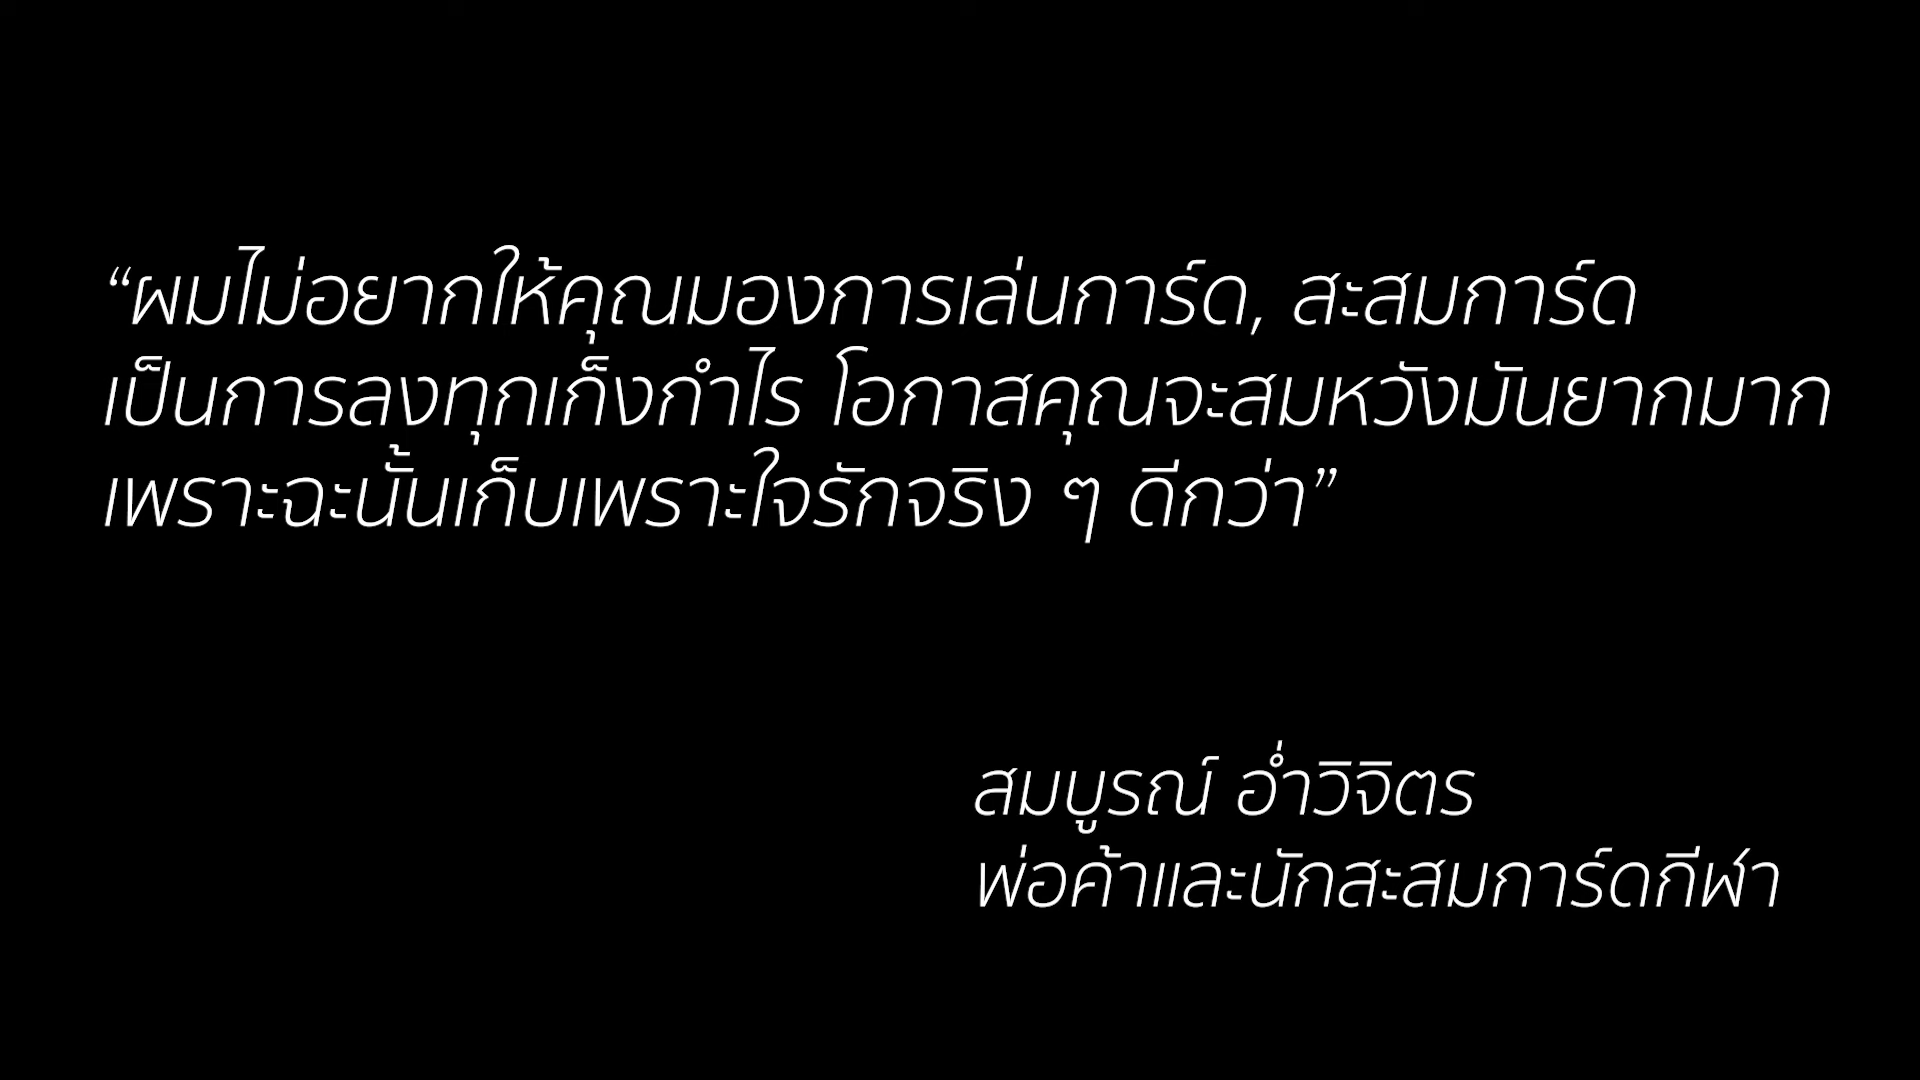 “ผมไม่อยากให้คุณมองการเล่นการ์ด, สะสมการ์ด
เป็นการลงทุกเก็งกำไร โอกาสคุณจะสมหวังมันยากมาก
เพราะฉะนั้นเก็บเพราะใจรักจริง ๆ ดีกว่า”
สมบูรณ์ อ่ำวิจิตร
พ่อค้าและนักสะสมการ์ดกีฬา